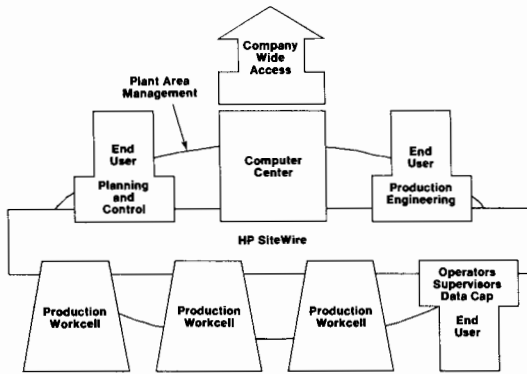 Company
Wide
Access
Plant Area
Management
End
User
Planning
and
Control
Computer
Center
End
User
Production
Engineering
HP SiteWire
Production
Workcell
Production
Workcell
Production
Workcell
Operators
Supervisors
Data Cap
End
User